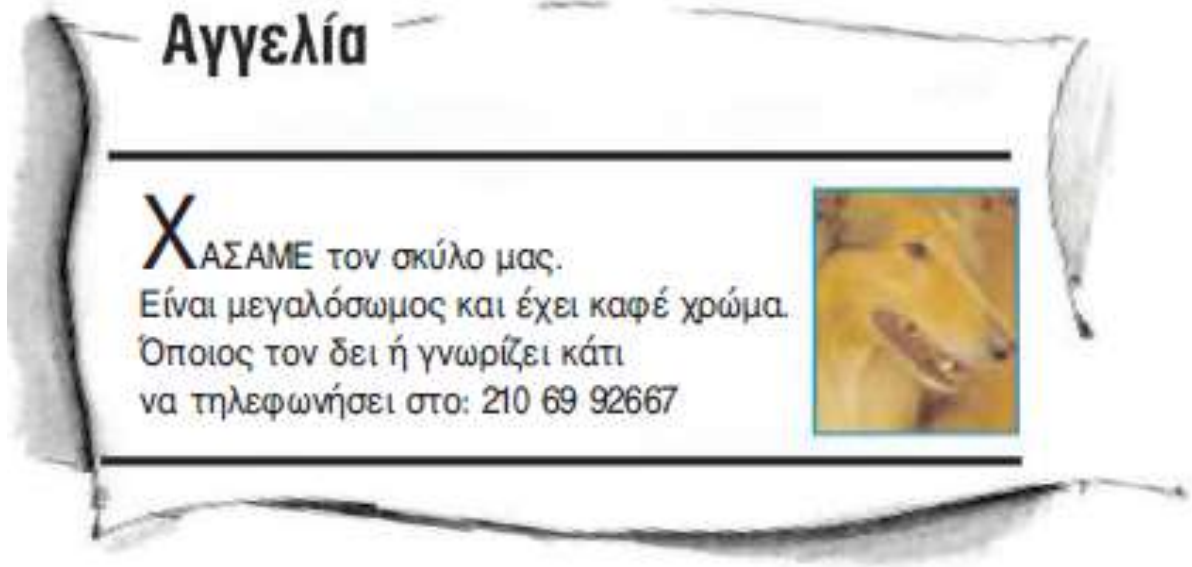 Αγγελία
ΧΑΣΑΜΕ τον σκύλο μας.
Είναι μεγαλόσωμος και έχει καφέ χρώμα.
Όποιος τον δει ή γνωρίζει κάτι
να τηλεφωνήσει στο: 210 69 92667